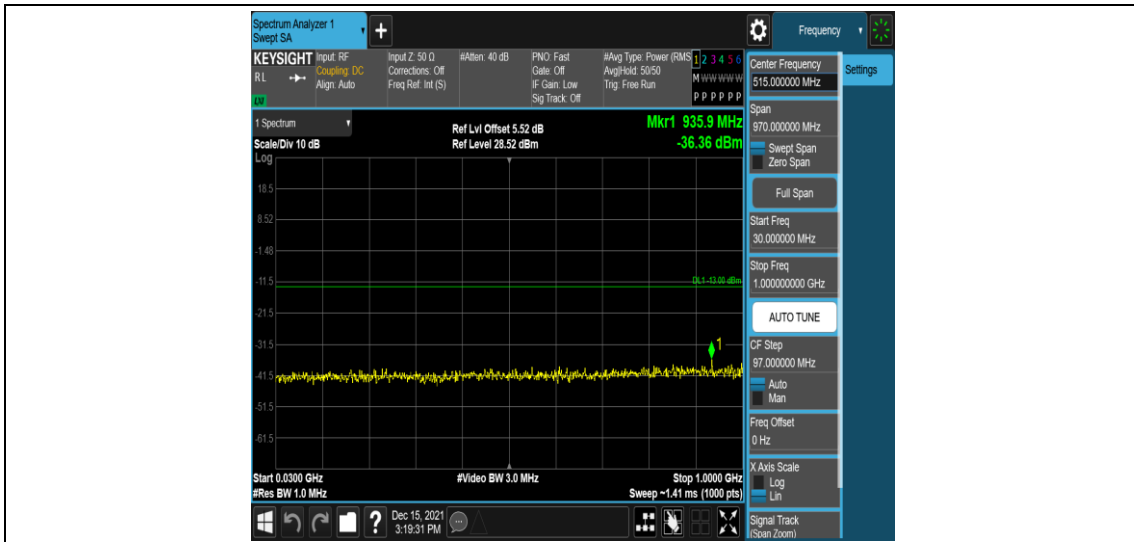 Spectrum Analyzer 1
Swept SA
Frequency
KEYSIGHT
RL
LXI
Input: RF
Coupling: DC
Align: Auto
Input Z: 50 Ω
Corrections: Off
Freq Ref: Int (S)
#Atten: 40 dB
PNO: Fast
Gate: Off
IF Gain: Low
Sig Track: Off
#Avg Type: Power (RMS
Avg|Hold: 50/50
Trig: Free Run
1 2 3 4 5 6
M W W W W W
P P P P P P
1 Spectrum
Scale/Div 10 dB
Ref Lvl Offset 5.52 dB
Ref Level 28.52 dBm
Mkr1 935.9 MHz
-36.36 dBm
Log
18.5
8.52
-1.48
-11.5
-21.5
-31.5
-41.5
-51.5
-61.5
DL1 -13.00 dBm
1
Start 0.0300 GHz
#Res BW 1.0 MHz
#Video BW 3.0 MHz
Stop 1.0000 GHz
Sweep ~1.41 ms (1000 pts)
Dec 15, 2021
3:19:31 PM
Center Frequency
515.000000 MHz
Span
970.000000 MHz
Swept Span
Zero Span
Full Span
Start Freq
30.000000 MHz
Stop Freq
1.000000000 GHz
AUTO TUNE
CF Step
97.000000 MHz
Auto
Man
Freq Offset
0 Hz
X Axis Scale
Log
Lin
Signal Track
(Span Zoom)
Settings